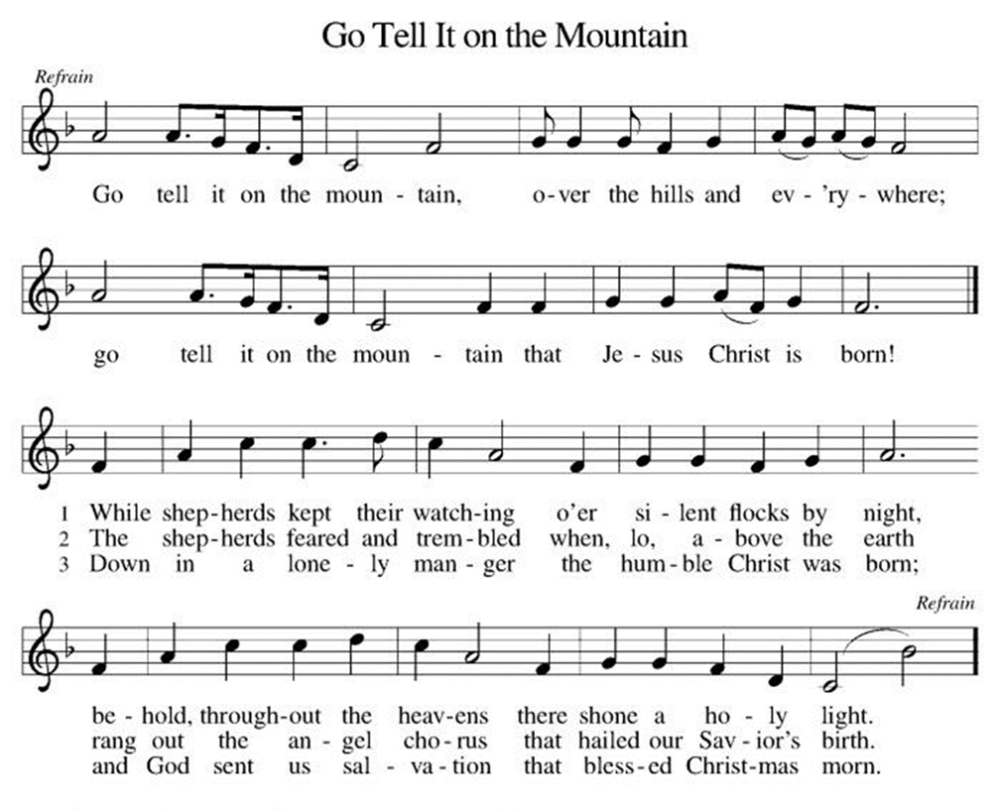 Go Tell It on the Mountain
Refrain
Go tell it on the moun - tain, o - ver the hills and ev - 'ry - where;
go tell it on the moun - tain that Je - sus Christ is born!
1 While shep - herds kept their watch - ing o'er si - lent flocks by night,
2 The shep - herds feared and trem - bled when, lo, a - bove the earth
3 Down in a lone - ly man - ger the hum - ble Christ was born;
Refrain
be - hold, through - out the heav - ens there shone a ho - ly light.
rang out the an - gel cho - rus that hailed our Sav - ior's birth.
and God sent us sal - va - tion that bless - ed Christ - mas morn.